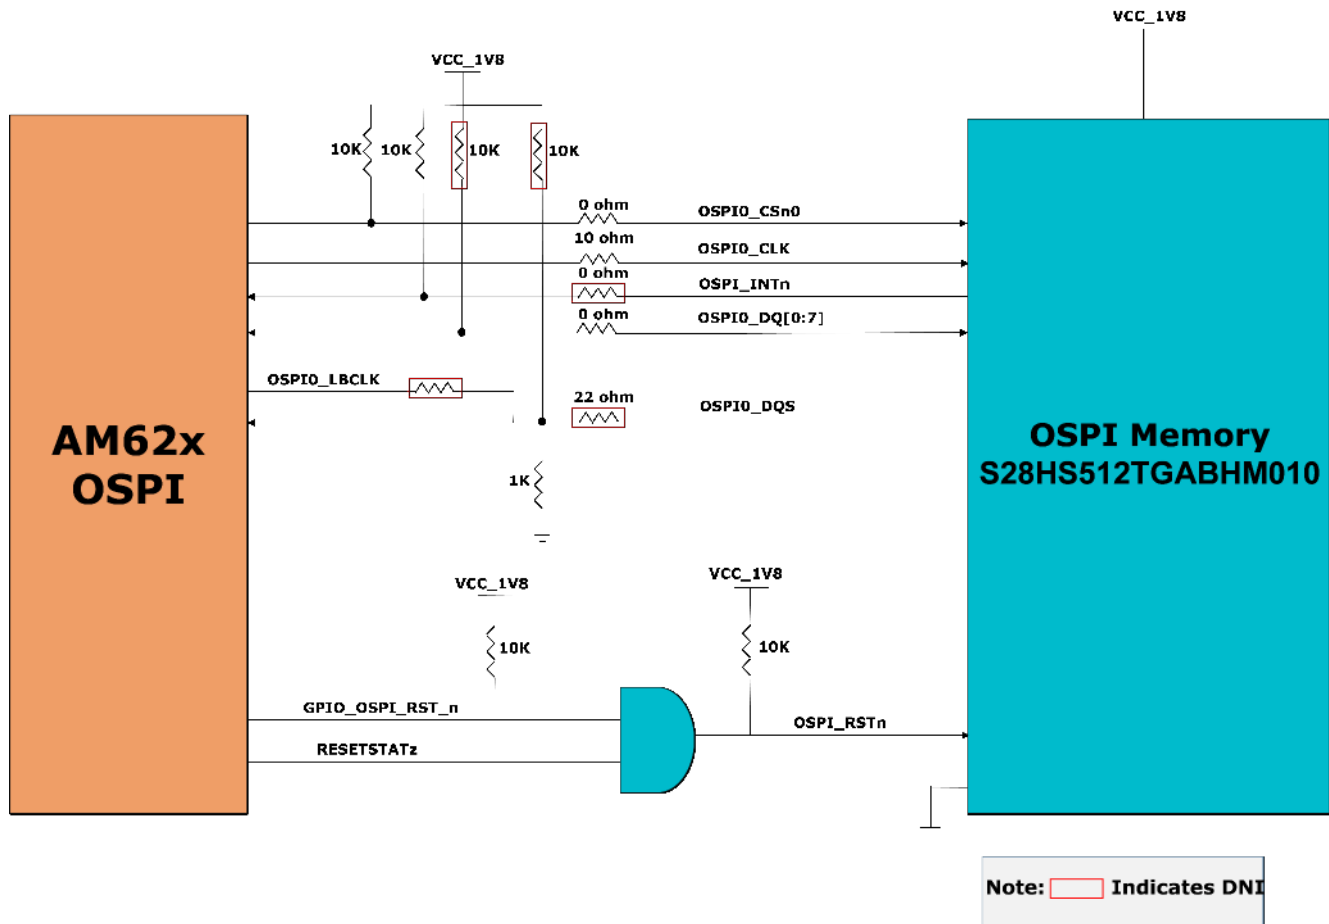 VCC_1V8
VCC_1V8
10K
10K
10K
10K
0 ohm
OSPI0_CSn0
10 ohm
OSPI0_CLK
0 ohm
OSPI_INTn
0 ohm
OSPI0_DQ[0:7]
OSPI0_LBCLK
22 ohm
OSPI0_DQS
AM62x
OSPI
OSPI Memory
S28HS512TGABHM010
1K
VCC_1V8
VCC_1V8
10K
10K
GPIO_OSPI_RST_n
OSPI_RSTn
RESETSTATz
Note: Indicates DNI